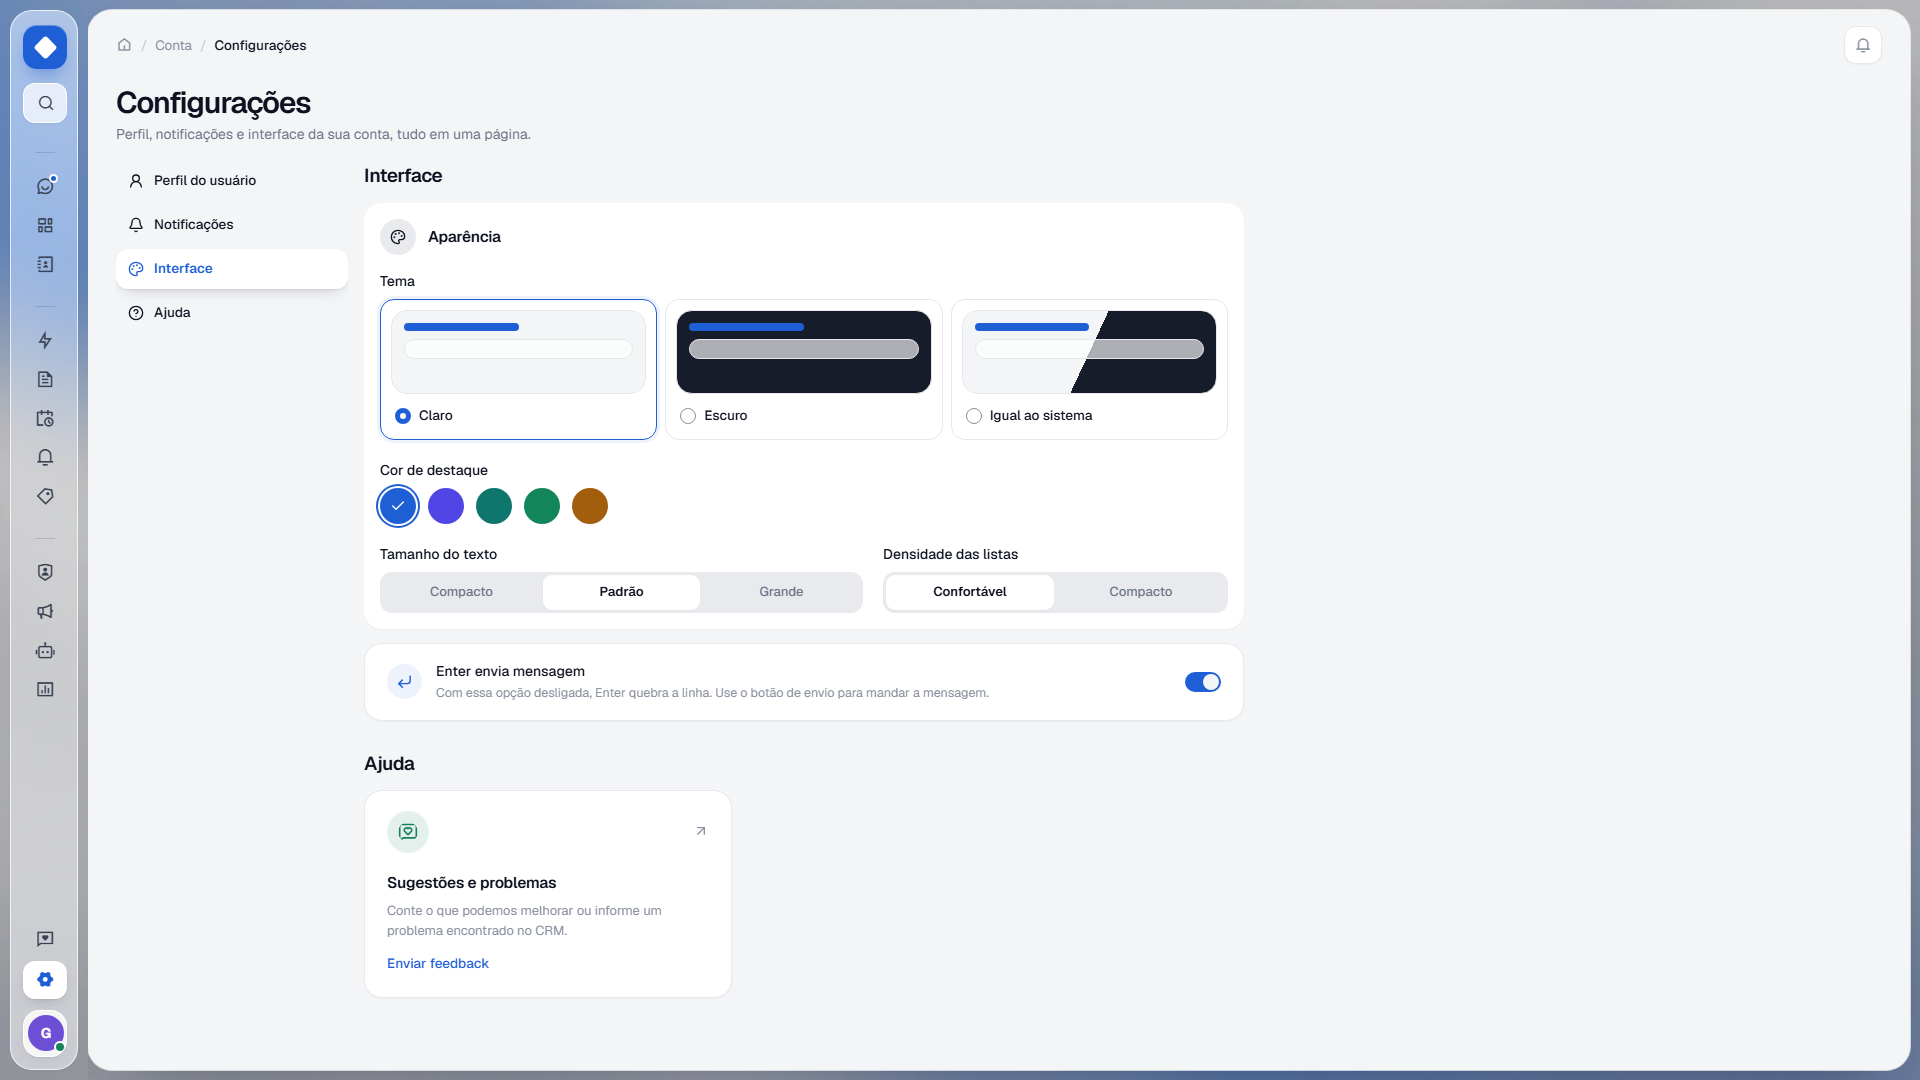 Conta / Configurações
Configurações
Perfil, notificações e interface da sua conta, tudo em uma página.
Perfil do usuário
Notificações
Interface
Ajuda
Interface
Aparência
Tema
Claro
Escuro
Igual ao sistema
Cor de destaque
Tamanho do texto
Compacto
Padrão
Grande
Densidade das listas
Confortável
Compacto
Enter envia mensagem
Com essa opção desligada, Enter quebra a linha. Use o botão de envio para mandar a mensagem.
Ajuda
Sugestões e problemas
Conte o que podemos melhorar ou informe um
problema encontrado no CRM.
Enviar feedback
G